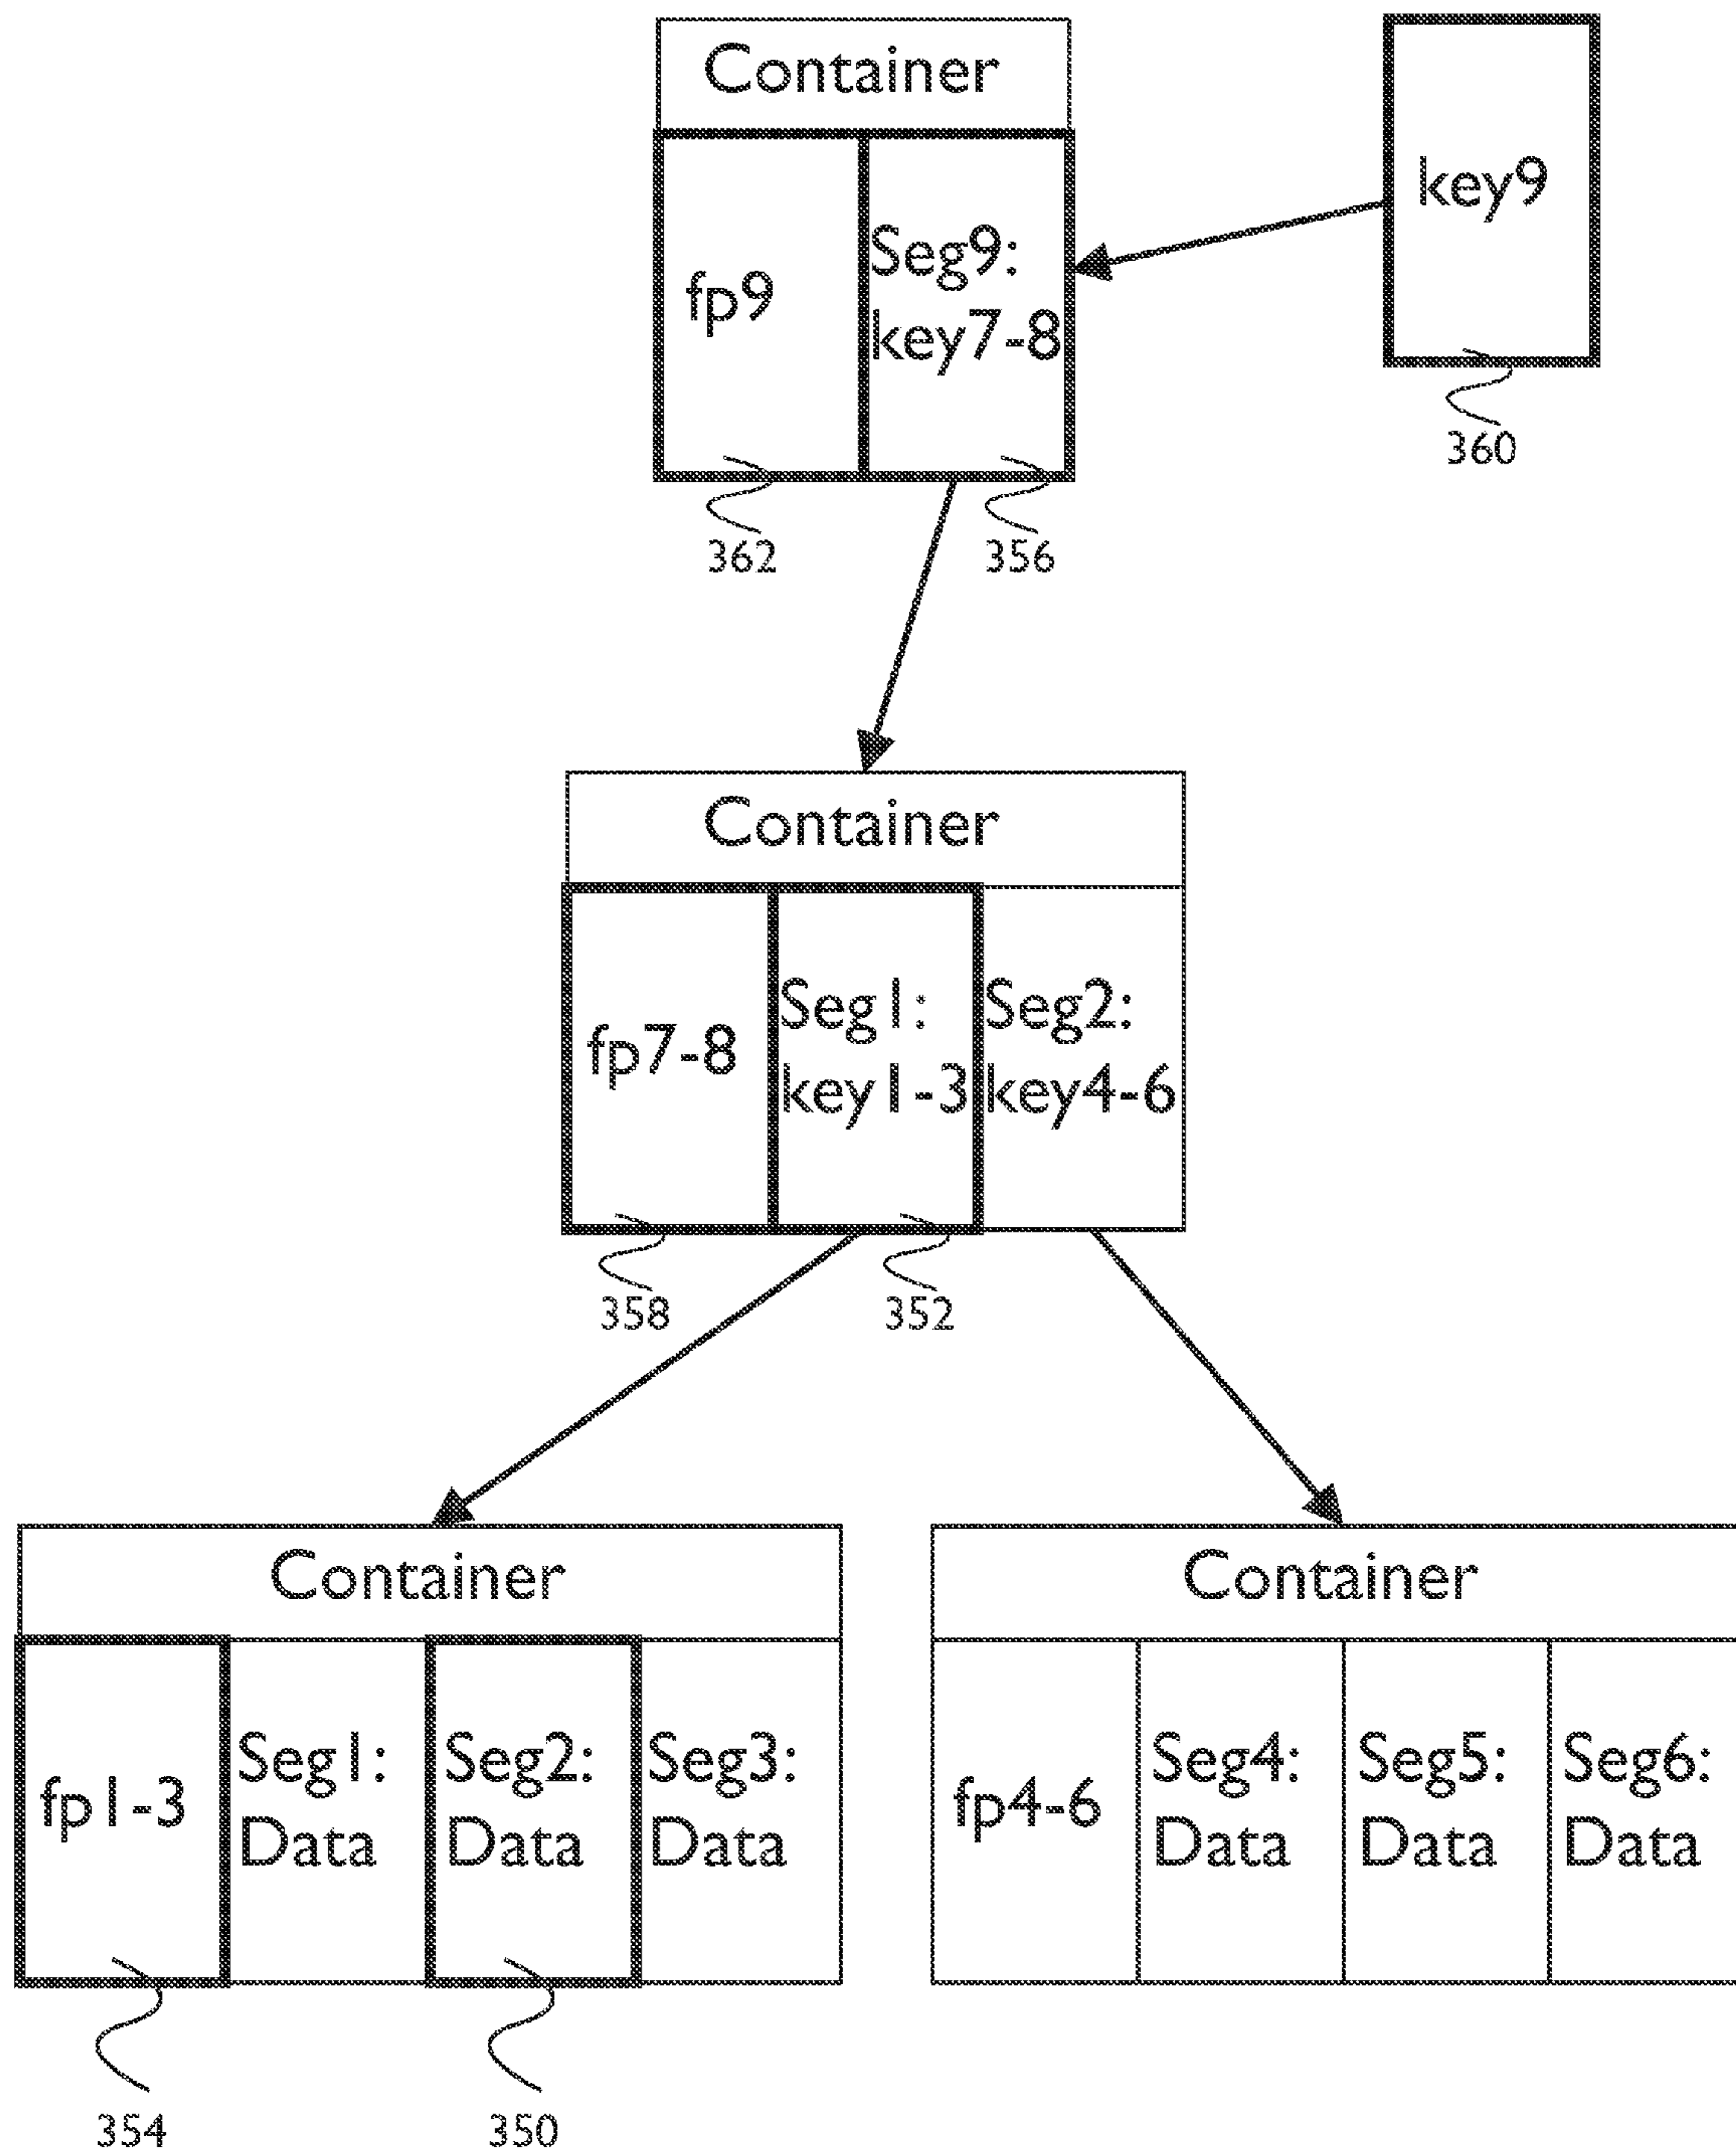 Container
key9
fp9
Seg9:
key7-8
360
362
356
Container
fp7-8
Seg1:
key1-3
Seg2:
key4-6
358
352
Container
fp1-3
Seg1:
Data
Seg2:
Data
Seg3:
Data
Container
fp4-6
Seg4:
Data
Seg5:
Data
Seg6:
Data
354
350